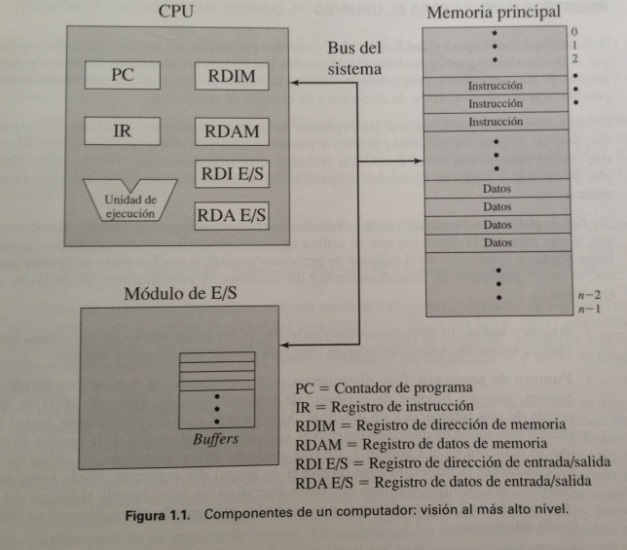 CPU
Memoria principal
Bus del
sistema
PC
RDIM
IR
RDAM
RDI E/S
Unidad de
ejecución
RDA E/S
0
1
2
Instrucción
Instrucción
Instrucción
Datos
Datos
Datos
Datos
n−2
n−1
Módulo de E/S
Buffers
PC = Contador de programa
IR = Registro de instrucción
RDIM = Registro de dirección de memoria
RDAM = Registro de datos de memoria
RDI E/S = Registro de dirección de entrada/salida
RDA E/S = Registro de datos de entrada/salida
Figura 1.1. Componentes de un computador: visión al más alto nivel.